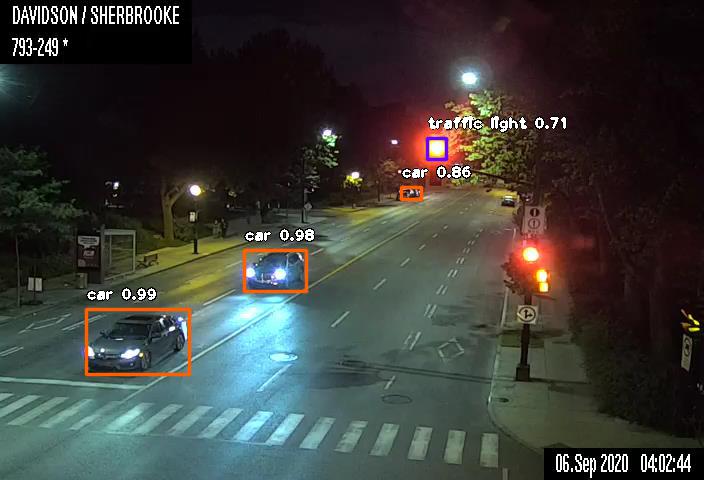 DAVIDSON / SHERBROOKE
793-249 *
traffic light 0.71
car 0.86
car 0.98
car 0.99
06.Sep 2020 04:02:44